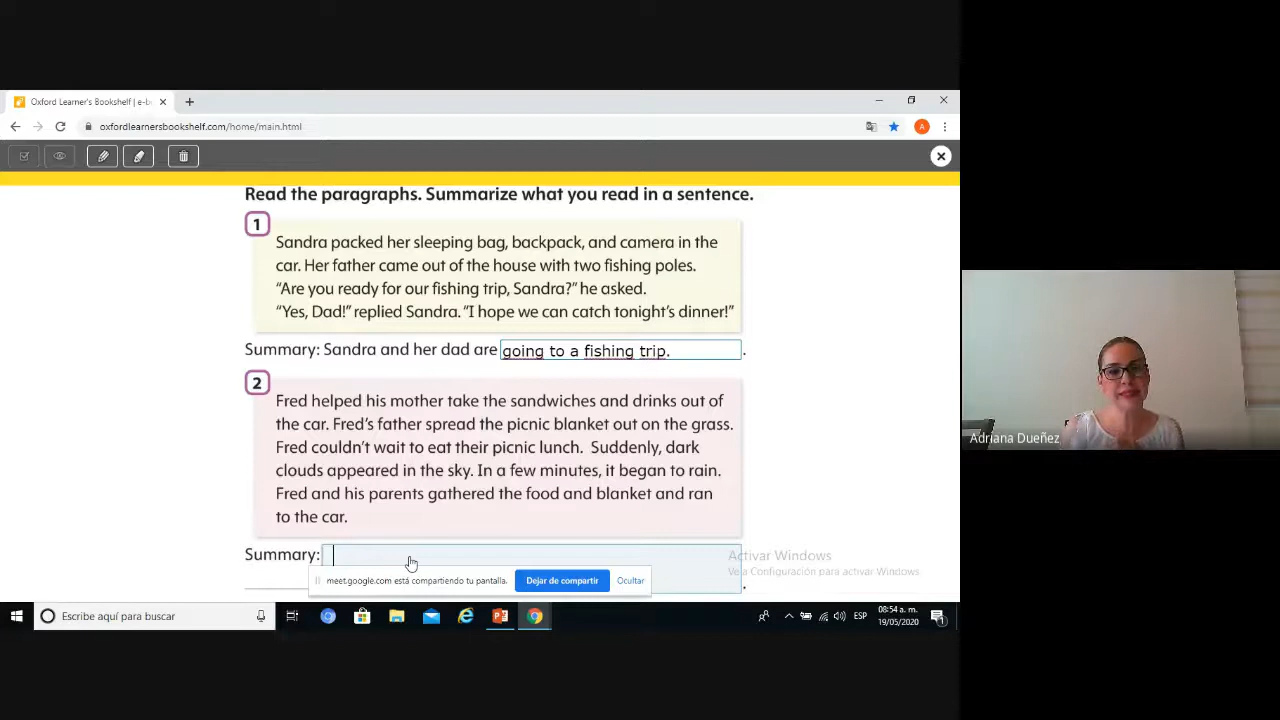 Oxford Learner's Bookshelf | e-b
oxfordlearnersbookshelf.com/home/main.html
A
Read the paragraphs. Summarize what you read in a sentence.
1
Sandra packed her sleeping bag, backpack, and camera in the
car. Her father came out of the house with two fishing poles.
“Are you ready for our fishing trip, Sandra?” he asked.
“Yes, Dad!” replied Sandra. “I hope we can catch tonight’s dinner!”
Summary: Sandra and her dad are going to a fishing trip. .
2
Fred helped his mother take the sandwiches and drinks out of
the car. Fred’s father spread the picnic blanket out on the grass.
Fred couldn’t wait to eat their picnic lunch. Suddenly, dark
clouds appeared in the sky. In a few minutes, it began to rain.
Fred and his parents gathered the food and blanket and ran
to the car.
Summary:
.
Activar Windows
Ve a Configuración para activar Windows.
meet.google.com está compartiendo tu pantalla.
Dejar de compartir
Ocultar
Escribe aquí para buscar
ESP
08:54 a. m.
19/05/2020
1
Adriana Dueñez